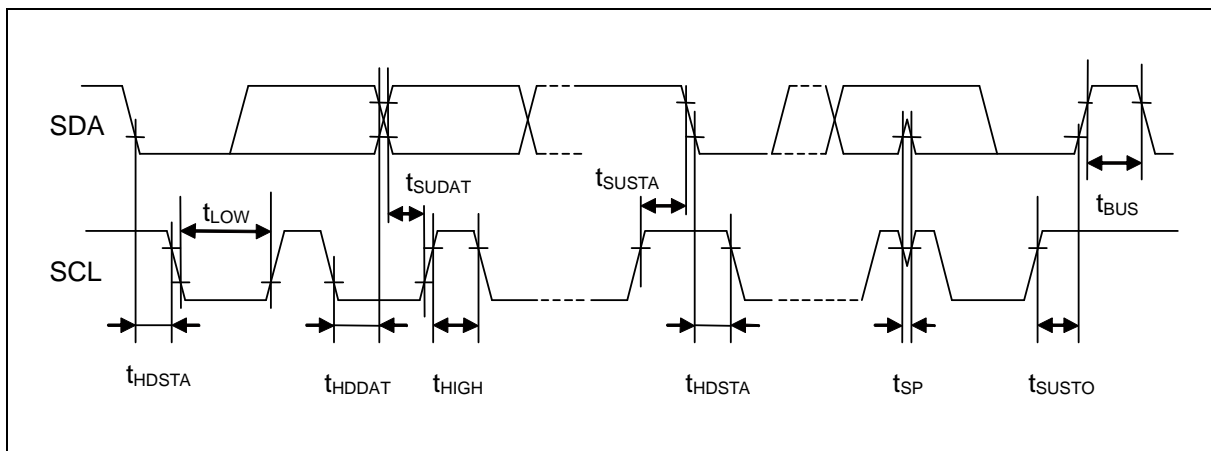 SDA
tSUDAT
tSUSTA
tLOW
tBUS
SCL
tHDSTA
tHDDAT
tHIGH
tHDSTA
tSP
tSUSTO